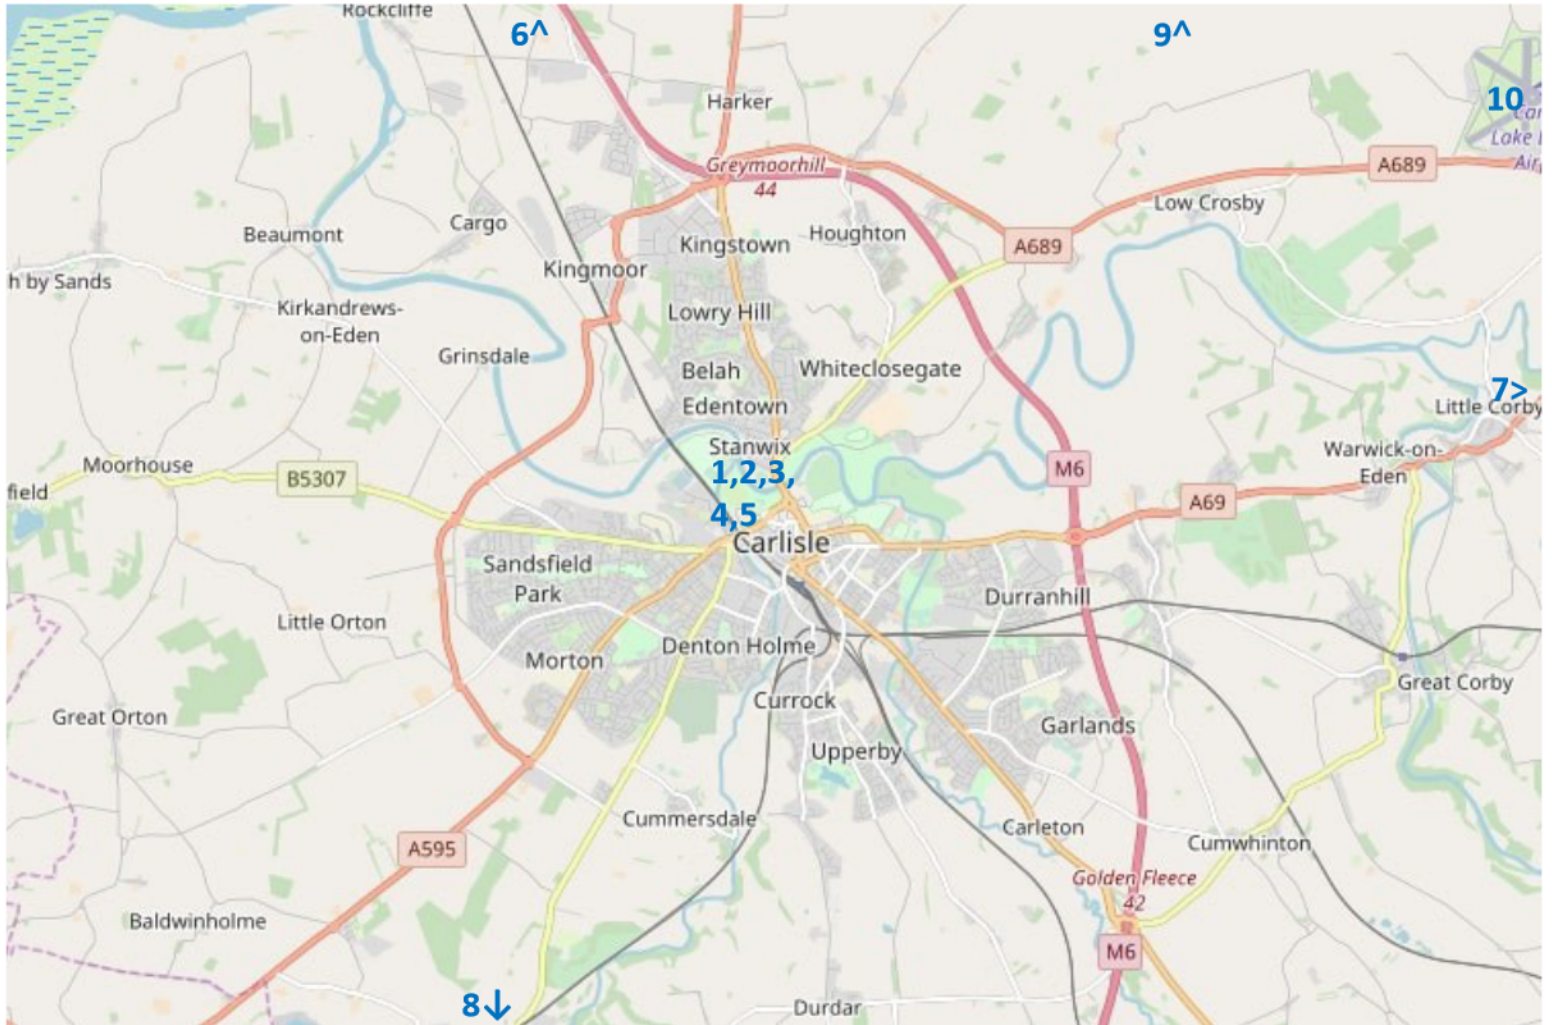 Rockcliffe
6^
9^
Harker
10
Lake
Greymoorhill
44
A689
Low Crosby
Cargo
Beaumont
Houghton
Kingstown
A689
Kingmoor
h by Sands
Kirkandrews-
on-Eden
Lowry Hill
Grinsdale
Belah
Whiteclosegate
7>
Edentown
Little Corby
Stanwix
Warwick-on-
Eden
Moorhouse
1,2,3,
M6
B5307
field
A69
4,5
Carlisle
Sandsfield
Park
Durranhill
Little Orton
Denton Holme
Morton
Great Corby
Currock
Great Orton
Garlands
Upperby
Cummersdale
Carleton
Cumwhinton
A595
Golden Fleece
42
Baldwinholme
M6
8↓
Durdar